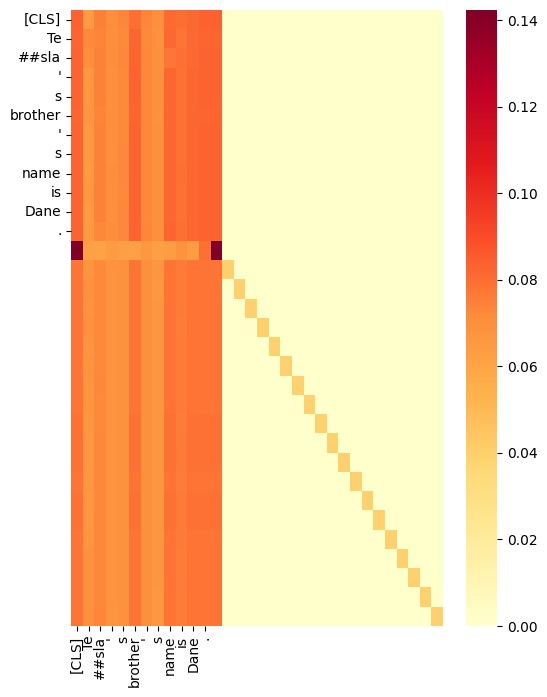 [CLS]
Te
##sla
'
s
brother
'
s
name
is
Dane
.
0.14
0.12
0.10
0.08
0.06
0.04
0.02
0.00
[CLS]
Te
##sla
'
s
brother
'
s
name
is
Dane
.